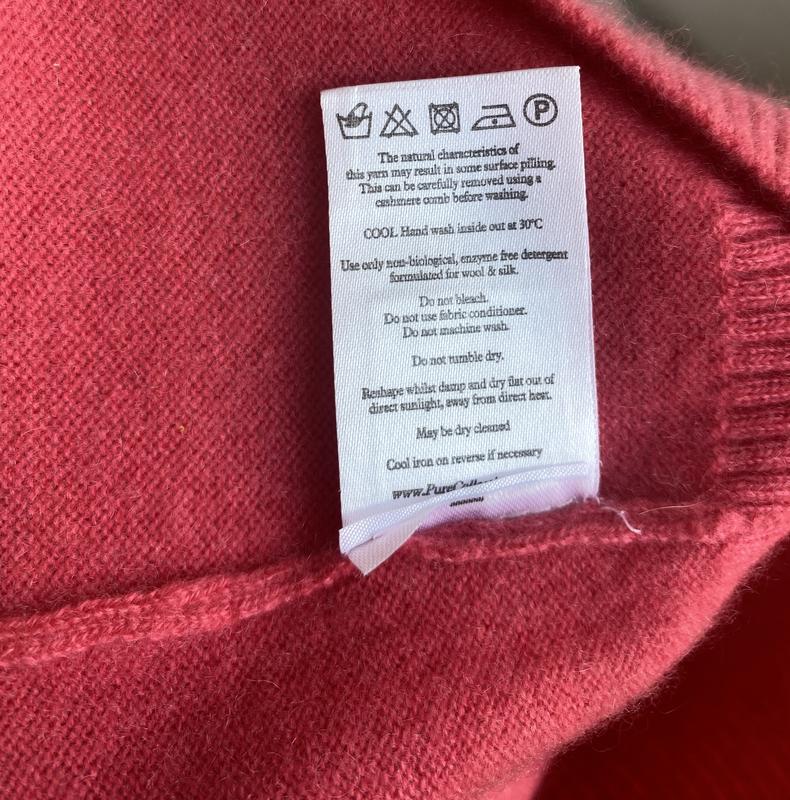 P
The natural characteristics of
this yarn may result in some surface pilling.
This can be carefully removed using a
cashmere comb before washing.
COOL Hand wash inside out at 30°C
Use only non-biological, enzyme free detergent
formulated for wool & silk.
Do not bleach.
Do not use fabric conditioner.
Do not machine wash.
Do not tumble dry.
Reshape whilst damp and dry flat out of
direct sunlight, away from direct heat.
May be dry cleaned
Cool iron on reverse if necessary